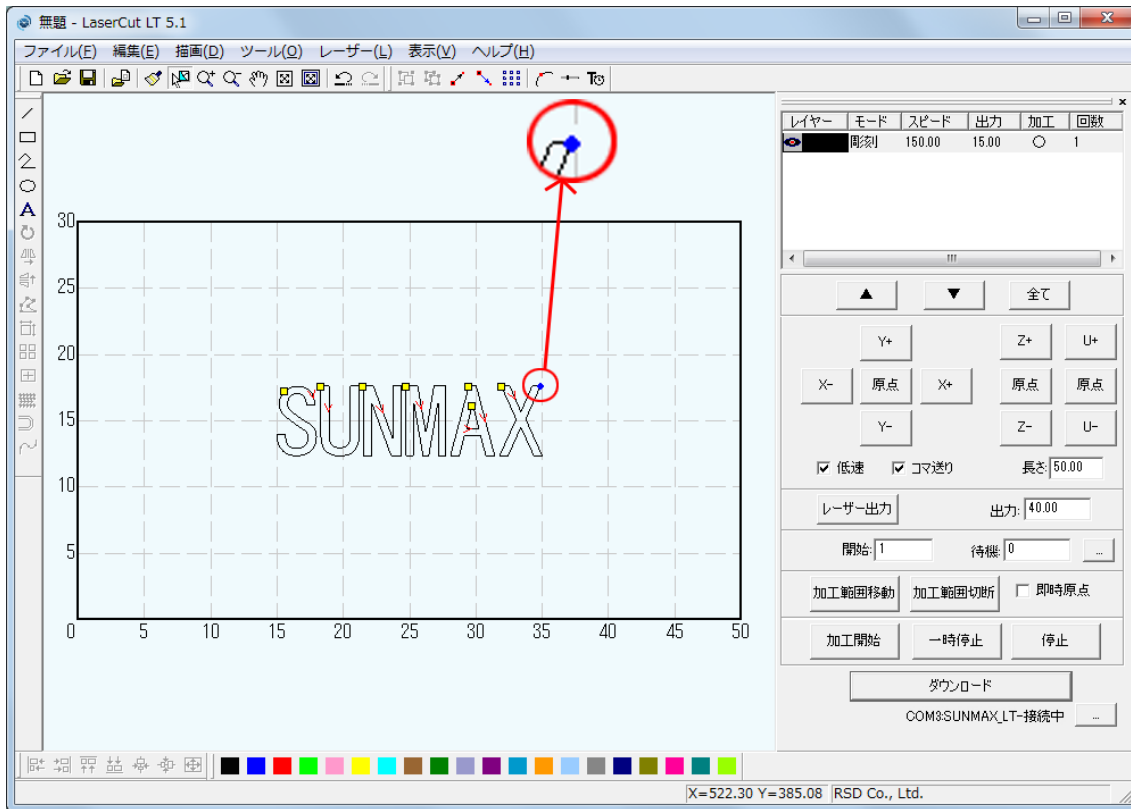 無題 - LaserCut LT 5.1
ファイル(F) 編集(E) 描画(D) ツール(O) レーザー(L) 表示(V) ヘルプ(H)
レイヤー モード スピード 出力 加工 回数
彫刻 150.00 15.00 ○ 1
30
25
20
15
10
5
0 5 10 15 20 25 30 35 40 45 50
SUNMAX
▲ ▼ 全て
Y+ Z+ U+
X- 原点 X+ 原点 原点
Y- Z- U-
低速 コマ送り 長さ: 50.00
レーザー出力 出力: 40.00
開始: 1 待機: 0 ...
加工範囲移動 加工範囲切断 即時原点
加工開始 一時停止 停止
ダウンロード
COM3:SUNMAX_LT-接続中 ...
X=522.30 Y=385.08 RSD Co., Ltd.